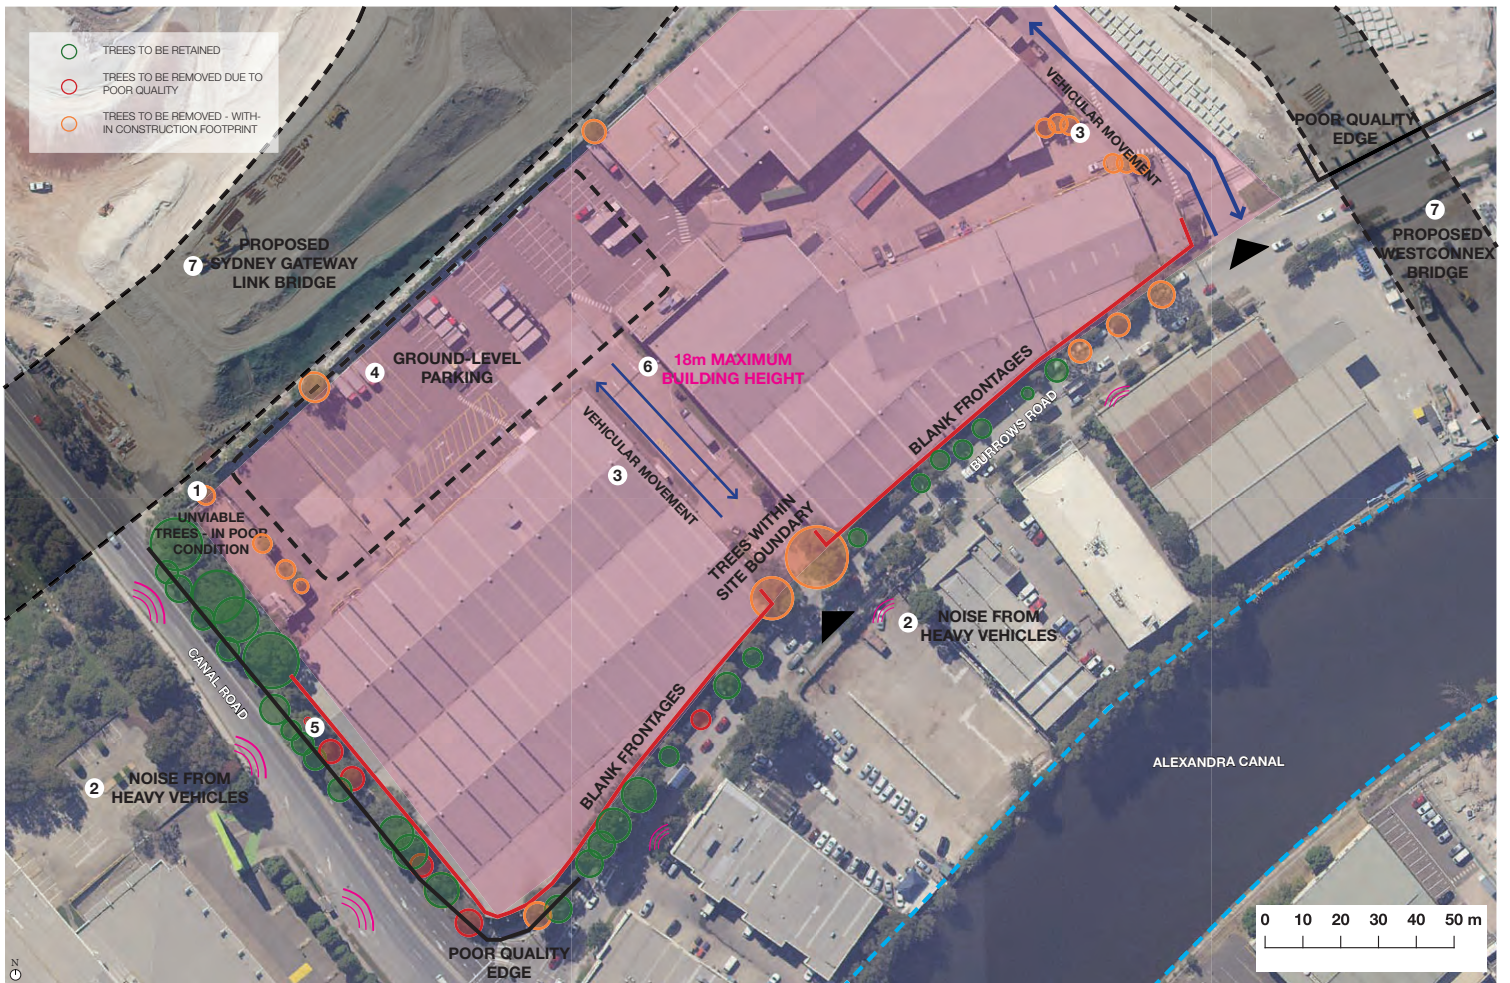 TREES TO BE RETAINED
TREES TO BE REMOVED DUE TO
POOR QUALITY
TREES TO BE REMOVED - WITH-
IN CONSTRUCTION FOOTPRINT
VEHICULAR MOVEMENT
3
POOR QUALITY
EDGE
7
PROPOSED
WESTCONNEX
BRIDGE
7
PROPOSED
SYDNEY GATEWAY
LINK BRIDGE
4
GROUND-LEVEL
PARKING
6
18m MAXIMUM
BUILDING HEIGHT
VEHICULAR MOVEMENT
3
BLANK FRONTAGES
BURROWS ROAD
1
UNVIABLE
TREES - IN POOR
CONDITION
TREES WITHIN
SITE BOUNDARY
2
NOISE FROM
HEAVY VEHICLES
CANAL ROAD
5
BLANK FRONTAGES
2
NOISE FROM
HEAVY VEHICLES
ALEXANDRA CANAL
POOR QUALITY
EDGE
0 10 20 30 40 50 m
N